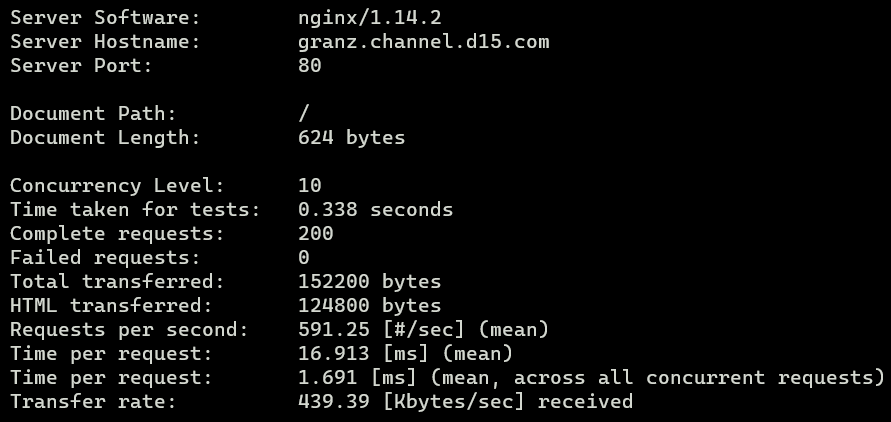 Server Software:        nginx/1.14.2
Server Hostname:        granz.channel.d15.com
Server Port:            80

Document Path:          /
Document Length:        624 bytes

Concurrency Level:      10
Time taken for tests:   0.338 seconds
Complete requests:      200
Failed requests:        0
Total transferred:      152200 bytes
HTML transferred:       124800 bytes
Requests per second:    591.25 [#/sec] (mean)
Time per request:       16.913 [ms] (mean)
Time per request:       1.691 [ms] (mean, across all concurrent requests)
Transfer rate:          439.39 [Kbytes/sec] received